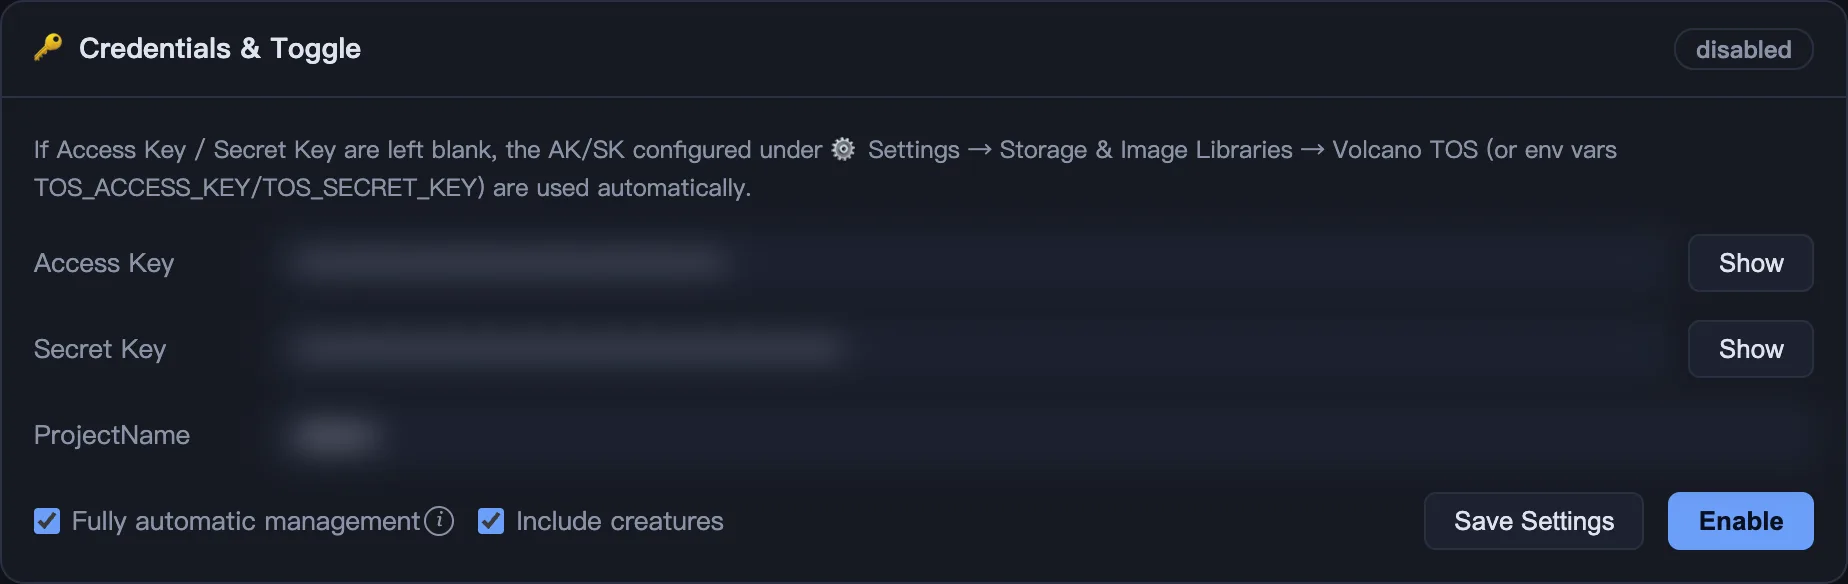 🔑 Credentials & Toggle
disabled
If Access Key / Secret Key are left blank, the AK/SK configured under ⚙️ Settings → Storage & Image Libraries → Volcano TOS (or env vars
TOS_ACCESS_KEY/TOS_SECRET_KEY) are used automatically.
Access Key
Show
Secret Key
Show
ProjectName
Fully automatic management i Include creatures
Save Settings
Enable